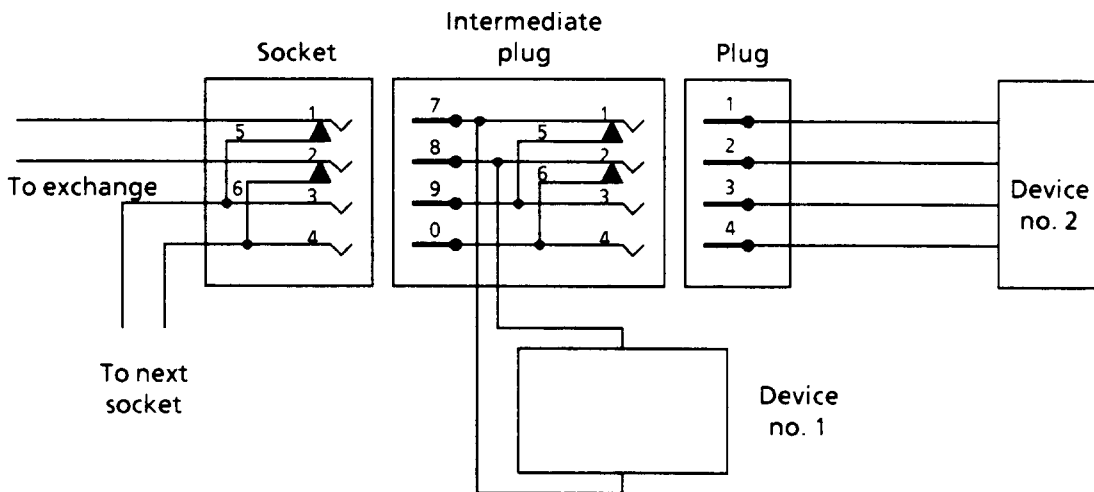 Intermediate
plug
Socket
Plug
1
5
2
6
3
4
7
8
9
0
1
5
2
6
3
4
1
2
3
4
To exchange
Device
no. 2
To next
socket
Device
no. 1